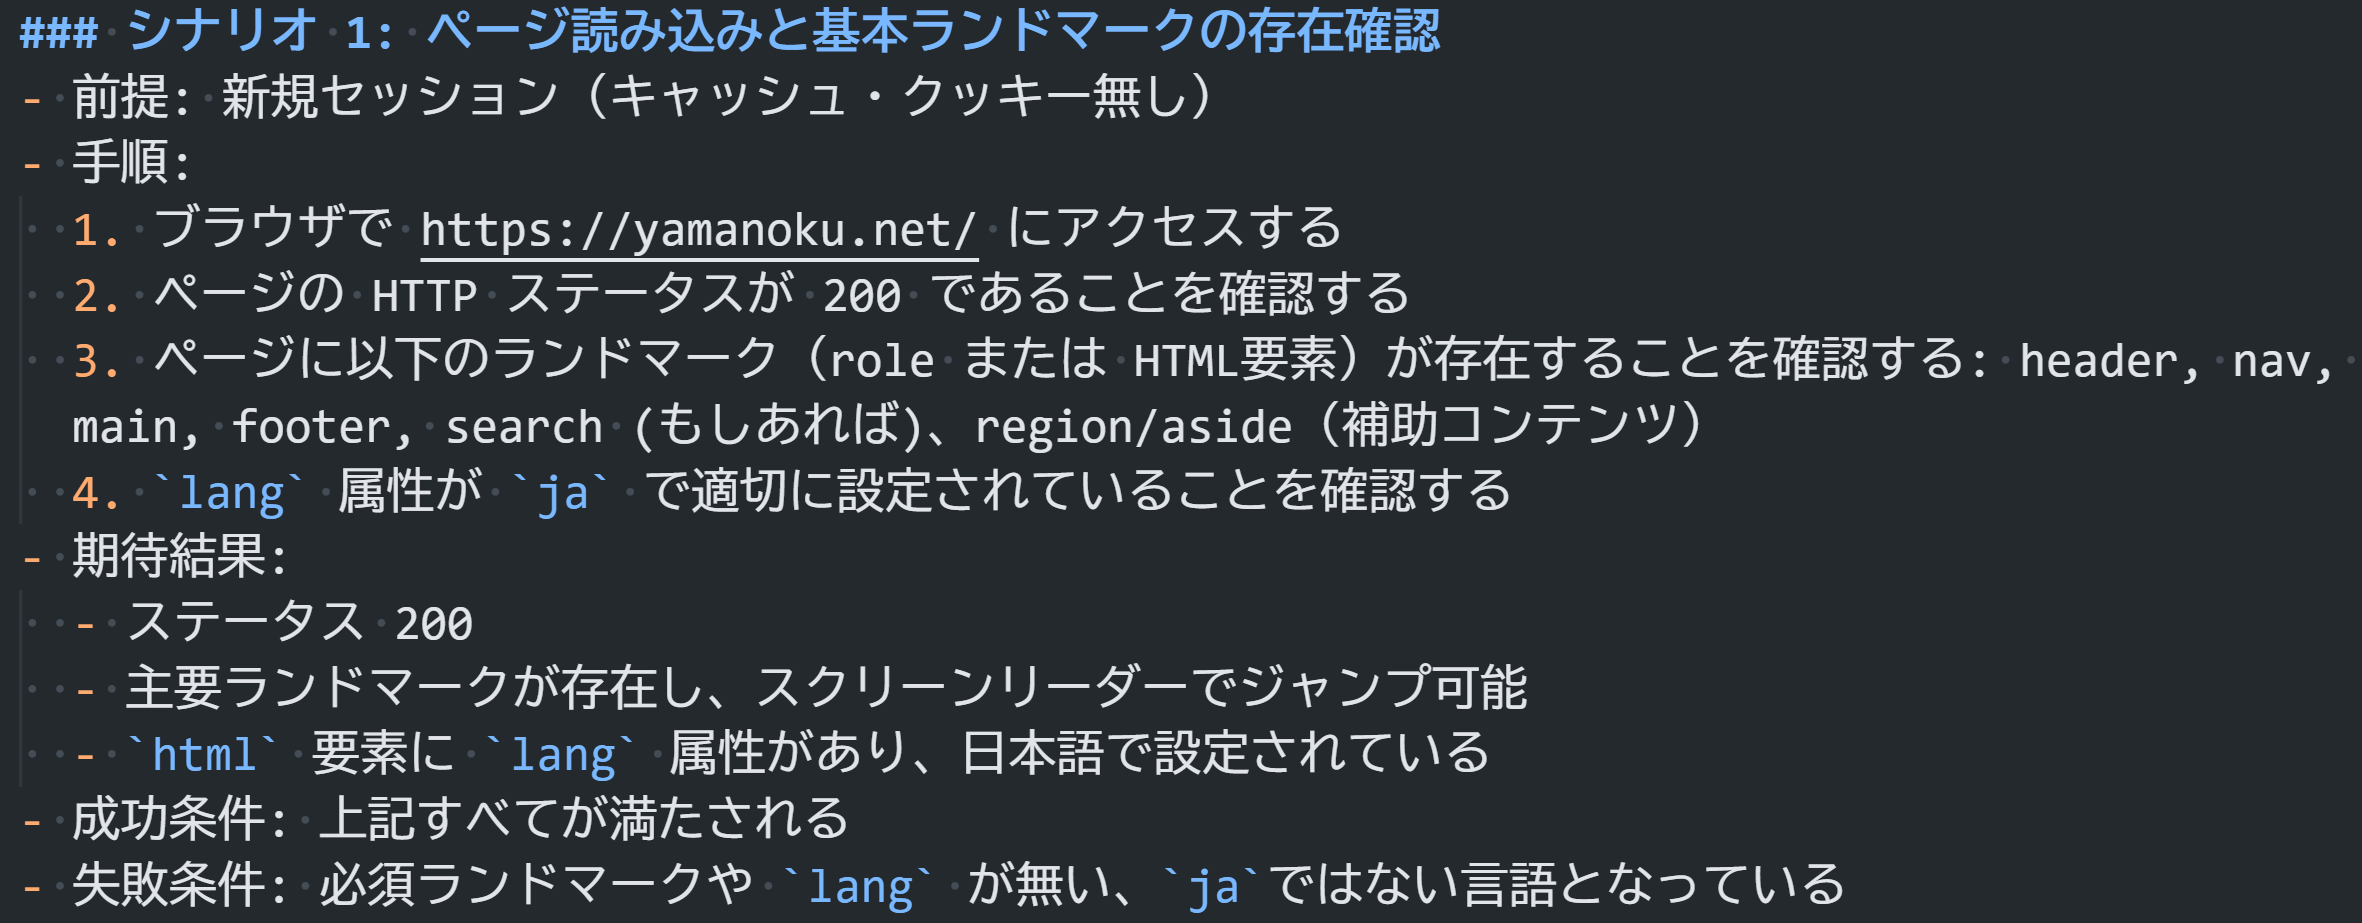 ### シナリオ 1: ページ読み込みと基本ランドマークの存在確認
- 前提: 新規セッション（キャッシュ・クッキー無し）
- 手順:
1. ブラウザで https://yamanoku.net/ にアクセスする
2. ページの HTTP ステータスが 200 であることを確認する
3. ページに以下のランドマーク（role または HTML要素）が存在することを確認する: header, nav,
main, footer, search (もしあれば)、region/aside（補助コンテンツ）
4. `lang` 属性が `ja` で適切に設定されていることを確認する
- 期待結果:
- ステータス 200
- 主要ランドマークが存在し、スクリーンリーダーでジャンプ可能
- `html` 要素に `lang` 属性があり、日本語で設定されている
- 成功条件: 上記すべてが満たされる
- 失敗条件: 必須ランドマークや `lang` が無い、`ja`ではない言語となっている